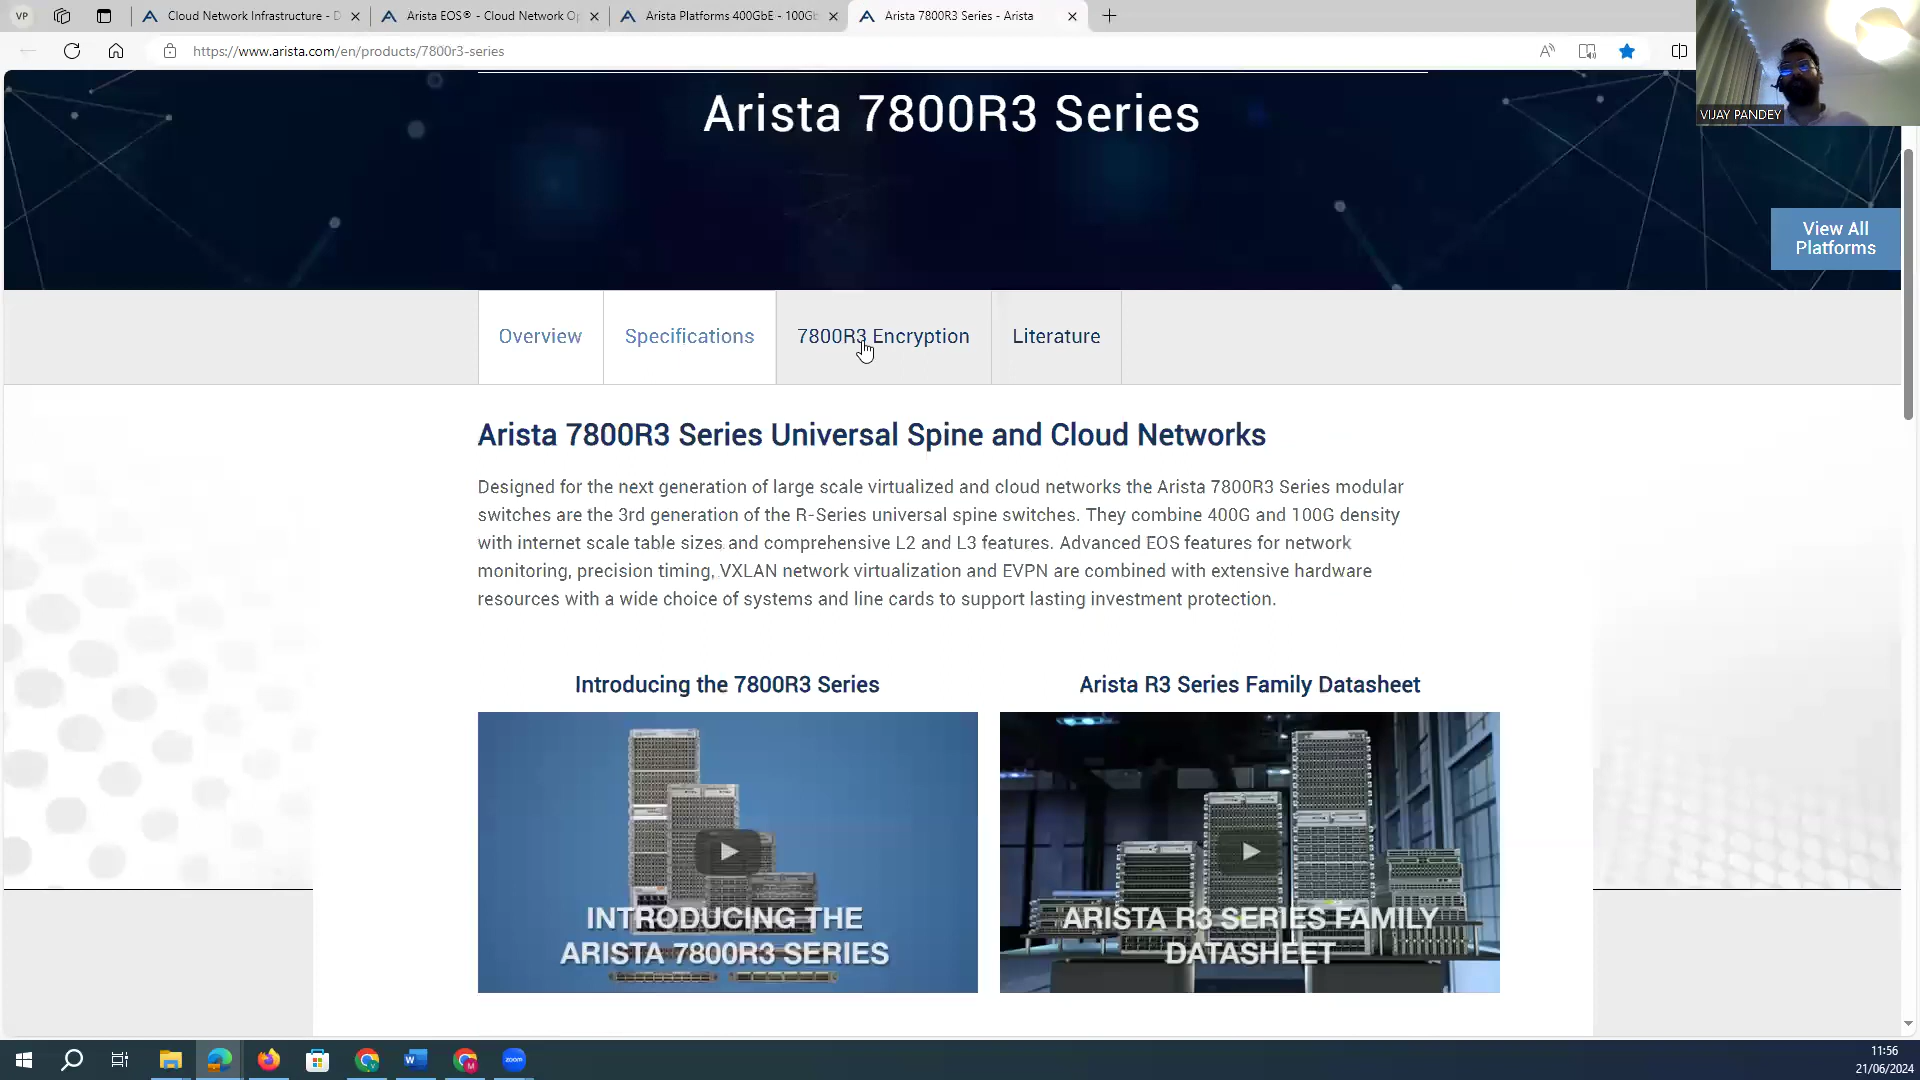 VP
Cloud Network Infrastructure - D
Arista EOS® - Cloud Network Op
Arista Platforms 400GbE - 100Gb
Arista 7800R3 Series - Arista
https://www.arista.com/en/products/7800r3-series
VIJAY PANDEY
Arista 7800R3 Series
View All
Platforms
Overview
Specifications
7800R3 Encryption
Literature
Arista 7800R3 Series Universal Spine and Cloud Networks
Designed for the next generation of large scale virtualized and cloud networks the Arista 7800R3 Series modular
switches are the 3rd generation of the R-Series universal spine switches. They combine 400G and 100G density
with internet scale table sizes and comprehensive L2 and L3 features. Advanced EOS features for network
monitoring, precision timing, VXLAN network virtualization and EVPN are combined with extensive hardware
resources with a wide choice of systems and line cards to support lasting investment protection.
Introducing the 7800R3 Series
Arista R3 Series Family Datasheet
INTRODUCING THE
ARISTA 7800R3 SERIES
ARISTA R3 SERIES FAMILY
DATASHEET
zoom
11:56
21/06/2024